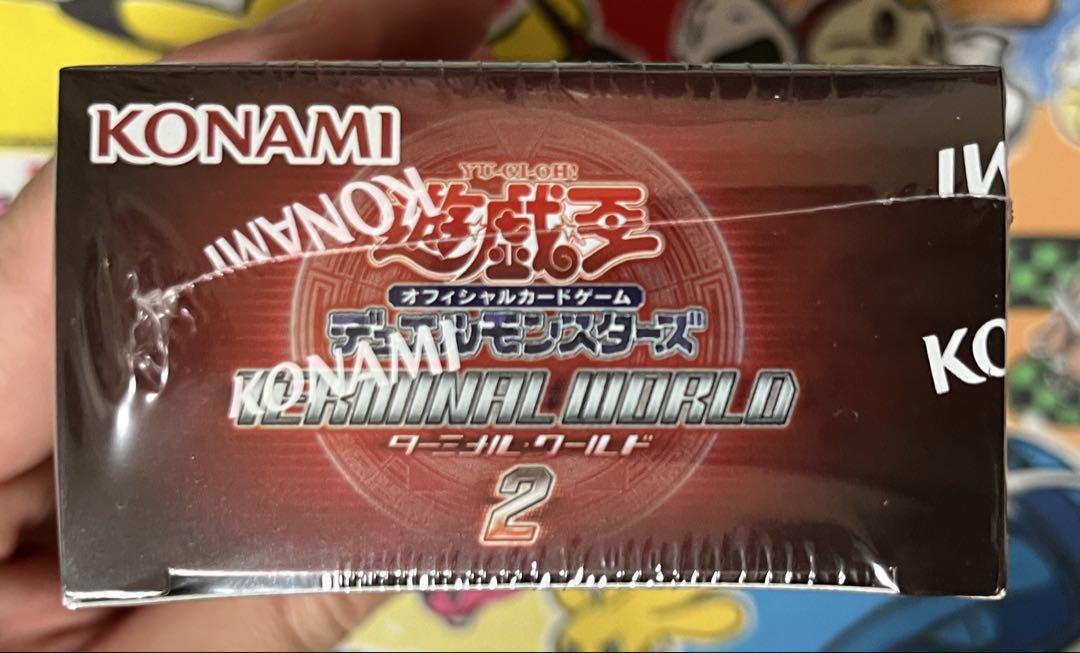 KONAMI
YU-GI-OH!
遊戯王
KONAMI
オフィシャルカードゲーム
デュエルモンスターズ
KONAMI
TERMINAL WORLD
ターミナル・ワールド
2
MI
KO